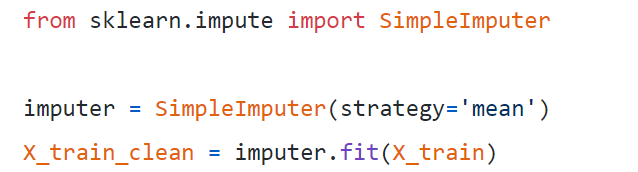 from sklearn.impute import SimpleImputer
imputer = SimpleImputer(strategy='mean')
X_train_clean = imputer.fit(X_train)